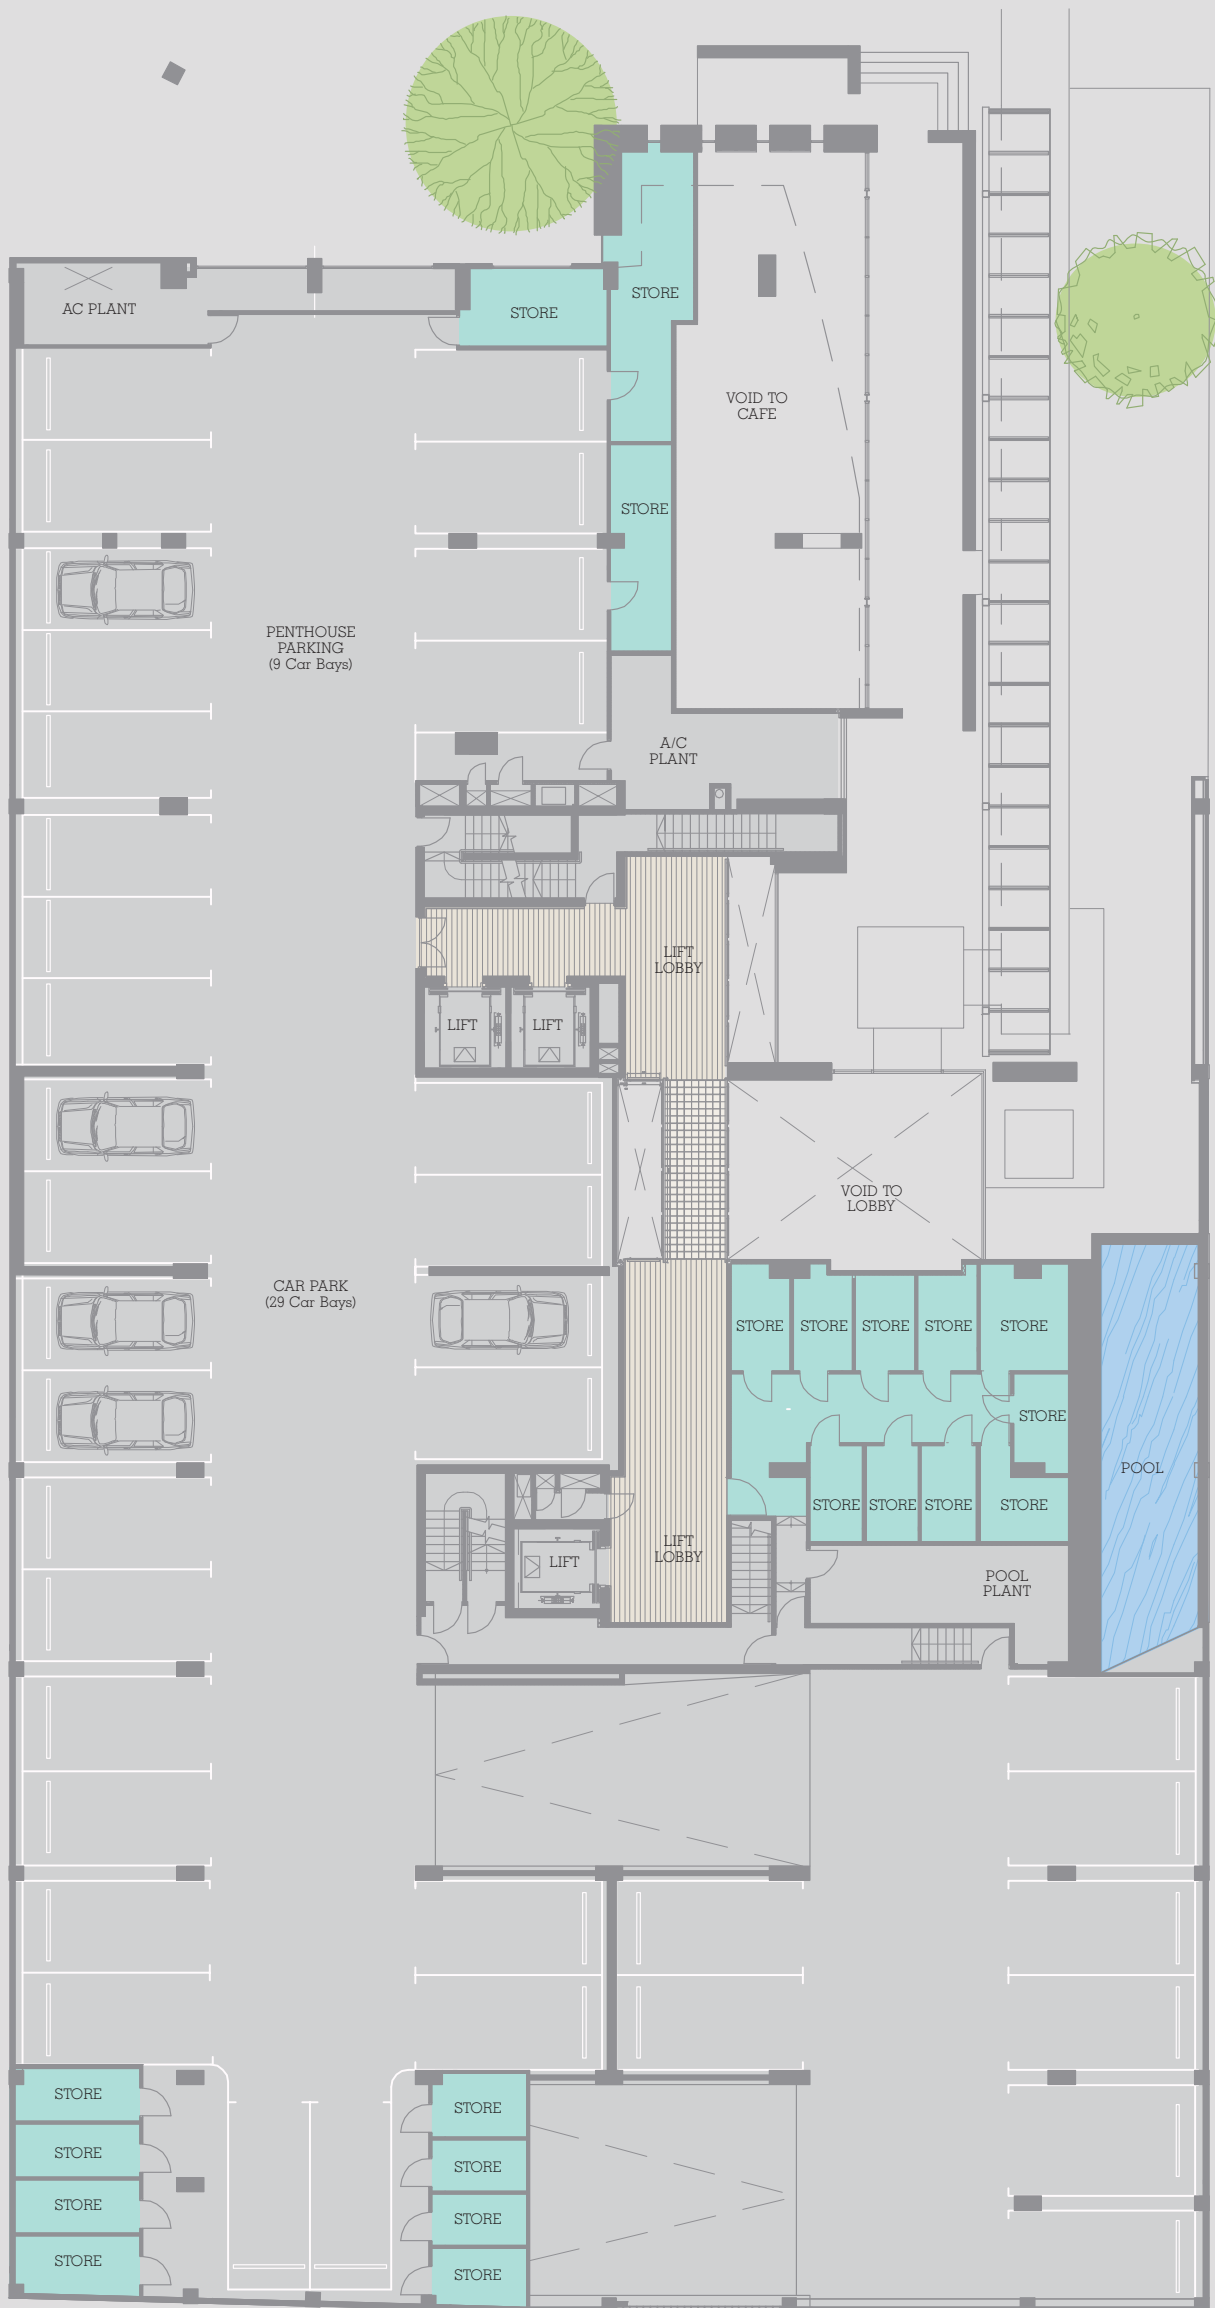 AC PLANT
STORE
STORE
VOID TO
CAFE
STORE
PENTHOUSE
PARKING
(9 Car Bays)
A/C
PLANT
LIFT
LOBBY
LIFT
LIFT
VOID TO
LOBBY
CAR PARK
(29 Car Bays)
STORE
STORE
STORE
STORE
STORE
STORE
POOL
STORE
STORE
STORE
STORE
LIFT
LOBBY
LIFT
POOL
PLANT
STORE
STORE
STORE
STORE
STORE
STORE
STORE
STORE